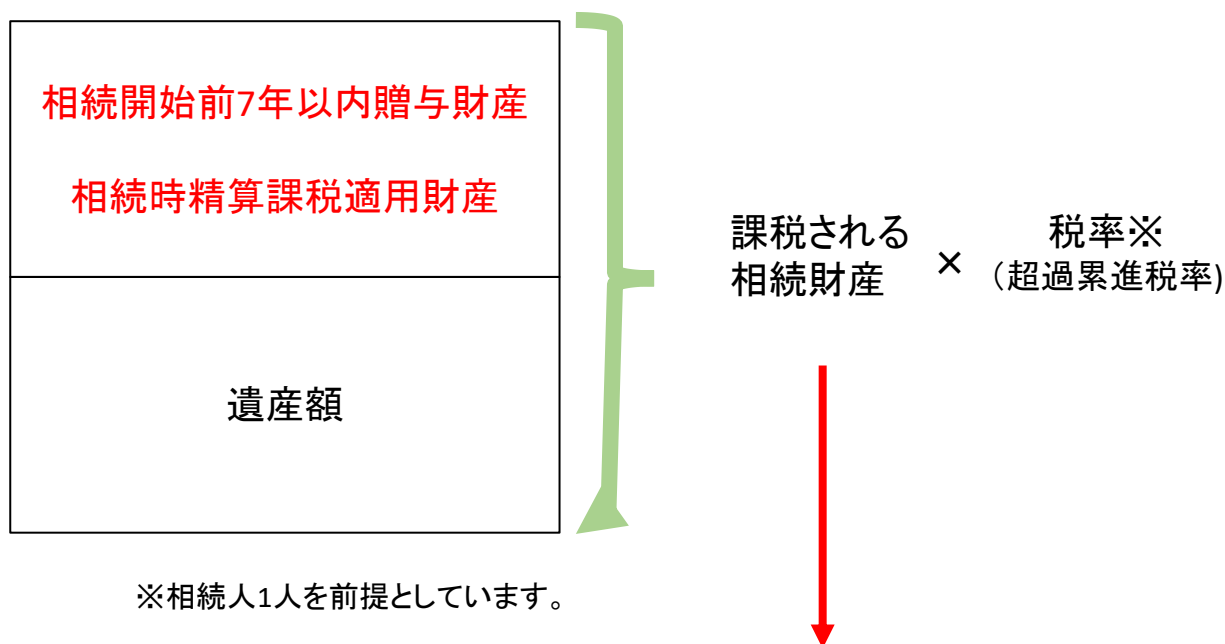 相続開始前7年以内贈与財産
相続時精算課税適用財産
遺産額
※相続人1人を前提としています。
課税される
相続財産
×
税率※
（超過累進税率)